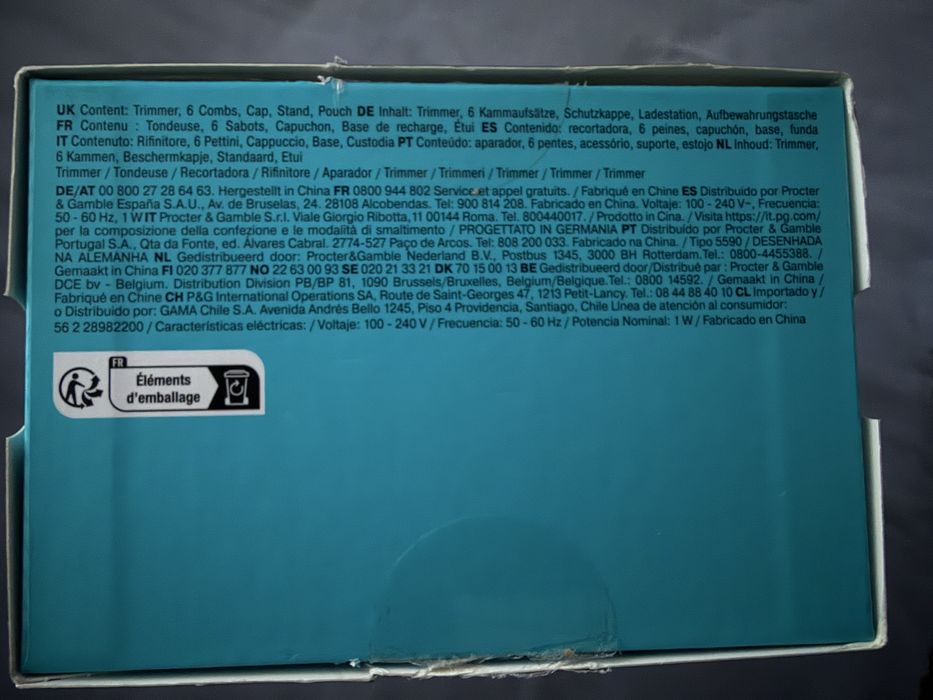 UK Content: Trimmer, 6 Combs, Cap, Stand, Pouch DE Inhalt: Trimmer, 6 Kammaufsätze, Schutzkappe, Ladestation, Aufbewahrungstasche
FR Contenu : Tondeuse, 6 Sabots, Capuchon, Base de recharge, Étui ES Contenido: recortadora, 6 peines, capuchón, base, funda
IT Contenuto: Rifinitore, 6 Pettini, Cappuccio, Base, Custodia PT Conteúdo: aparador, 6 pentes, acessório, suporte, estojo NL Inhoud: Trimmer,
6 Kammen, Beschermkapje, Standaard, Etui
Trimmer / Tondeuse / Recortadora / Rifinitore / Aparador / Trimmer / Trimmeri / Trimmer / Trimmer / Trimmer
DE/AT 00 800 27 28 64 63. Hergestellt in China FR 0800 944 802 Service et appel gratuits. / Fabriqué en Chine ES Distribuido por Procter
& Gamble España S.A.U., Av. de Bruselas, 24. 28108 Alcobendas. Tel: 900 814 208. Fabricado en China. Voltaje: 100 - 240 V~, Frecuencia:
50 - 60 Hz, 1 W IT Procter & Gamble S.r.l. Viale Giorgio Ribotta, 11 00144 Roma. Tel. 800440017. / Prodotto in Cina. / Visita https://it.pg.com/
per la composizione della confezione e le modalità di smaltimento / PROGETTATO IN GERMANIA PT Distribuído por Procter & Gamble
Portugal S.A., Qta da Fonte, ed. Álvares Cabral. 2774-527 Paço de Arcos. Tel: 808 200 033. Fabricado na China. / Tipo 5590 / DESENHADA
NA ALEMANHA NL Gedistribueerd door: Procter&Gamble Nederland B.V., Postbus 1345, 3000 BH Rotterdam.Tel.: 0800-4455388. /
Gemaakt in China FI 020 377 877 NO 22 63 00 93 SE 020 21 33 21 DK 70 15 00 13 BE Gedistribueerd door/Distribué par : Procter & Gamble
DCE bv - Belgium. Distribution Division PB/BP 81, 1090 Brussels/Bruxelles, Belgium/Belgique.Tel.: 0800 14592. / Gemaakt in China /
Fabriqué en Chine CH P&G International Operations SA, Route de Saint-Georges 47, 1213 Petit-Lancy. Tel.: 08 44 88 40 10 CL Importado y /
o Distribuido por: GAMA Chile S.A. Avenida Andrés Bello 1245, Piso 4 Providencia, Santiago, Chile Línea de atención al consumidor:
56 2 28982200 / Características eléctricas: / Voltaje: 100 - 240 V / Frecuencia: 50 - 60 Hz / Potencia Nominal: 1 W / Fabricado en China
FR
Éléments
d'emballage